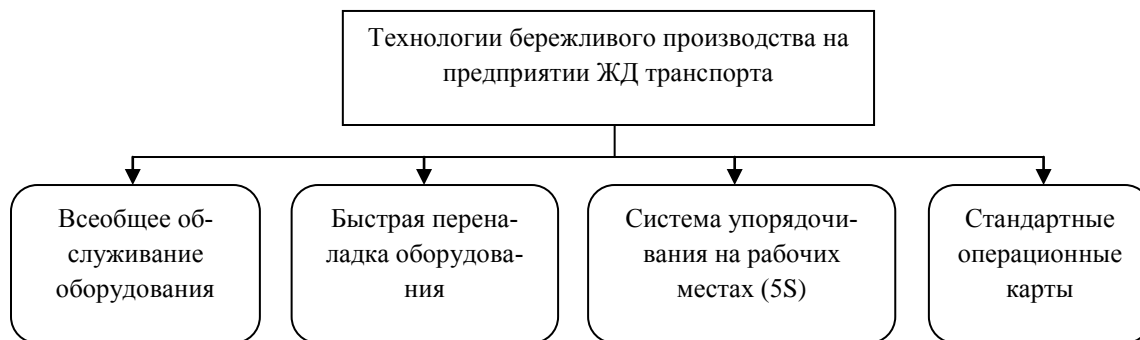 Технологии бережливого производства на
предприятии ЖД транспорта
Всеобщее об-
служивание
оборудования
Быстрая перена-
ладка оборудова-
ния
Система упорядочи-
вания на рабочих
местах (5S)
Стандартные
операционные
карты